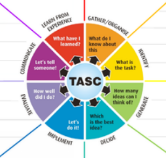 LEARN FROM
EXPERIENCE
GATHER/ORGANISE
IDENTIFY
GENERATE
DECIDE
IMPLEMENT
EVALUATE
COMMUNICATE
What have I
learned?
What do I
know about
this
What is the
task?
How many
ideas can I
think of?
Which
is the best
idea?
Let's
do it!
How well
did I do?
Let's tell
someone!
TASC